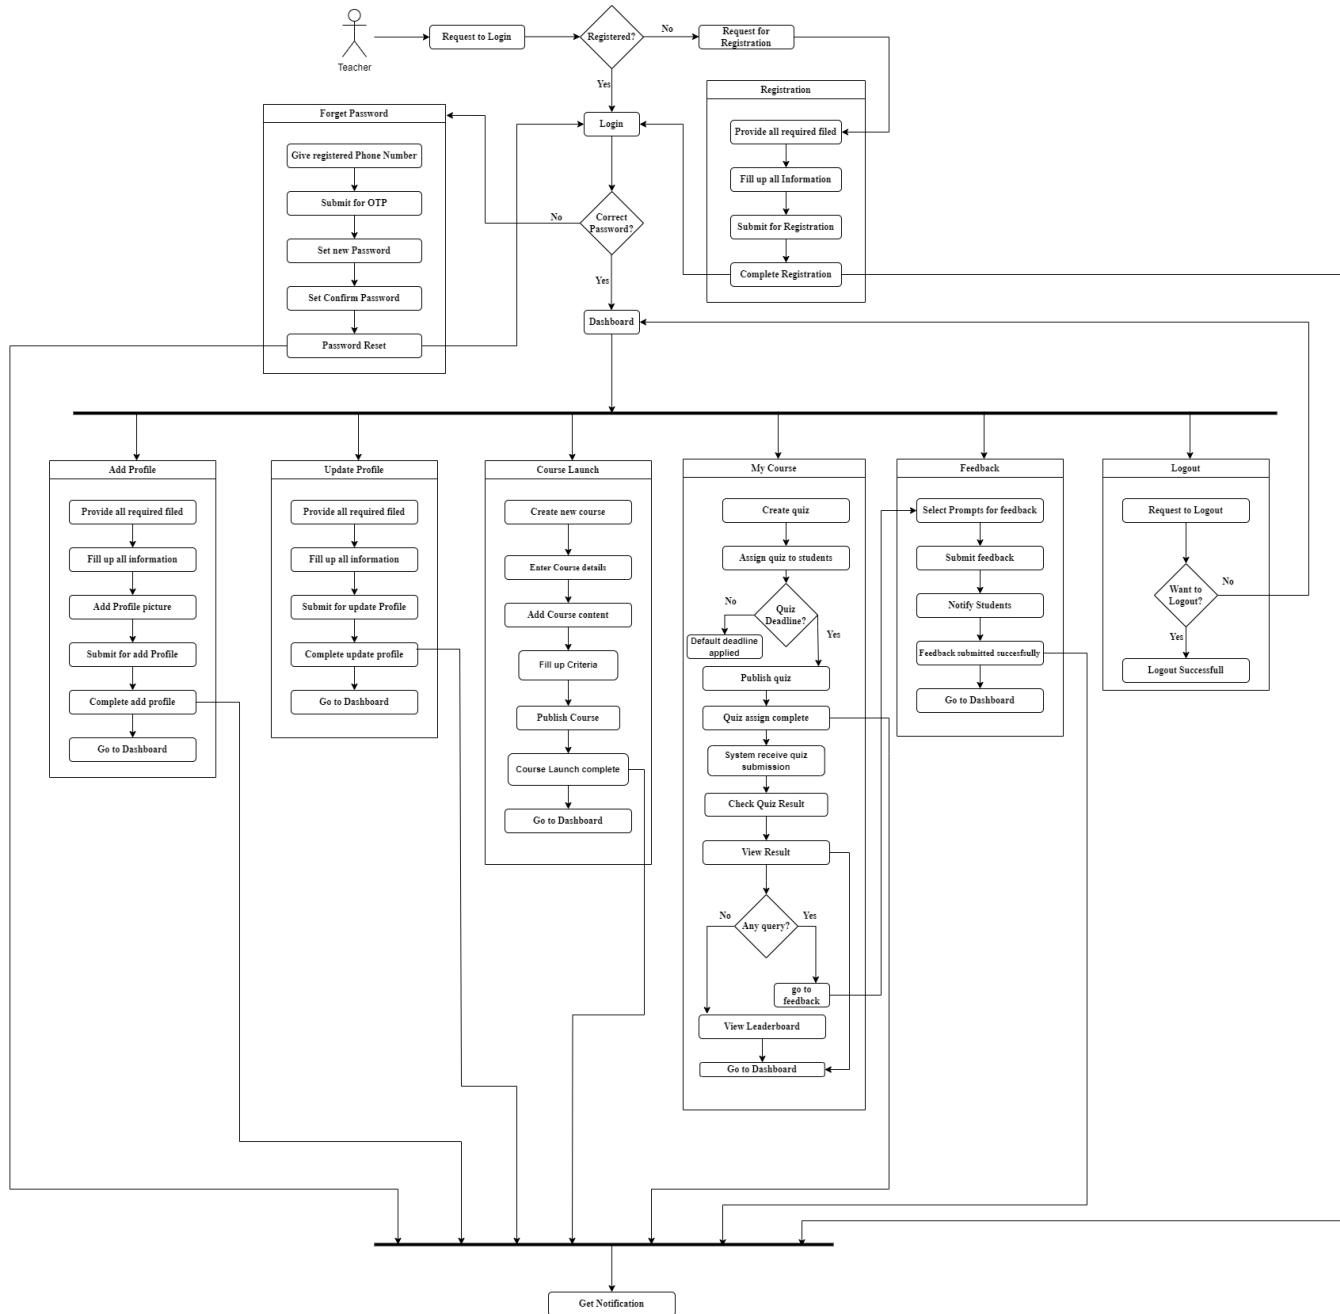 Teacher
Request to Login
Registered?
No
Request for
Registration
Yes
Registration
Provide all required filed
Fill up all Information
Submit for Registration
Complete Registration
Forget Password
Give registered Phone Number
Submit for OTP
Set new Password
Set Confirm Password
Password Reset
Login
Correct
Password?
No
Yes
Dashboard
Add Profile
Provide all required filed
Fill up all information
Add Profile picture
Submit for add Profile
Complete add profile
Go to Dashboard
Update Profile
Provide all required filed
Fill up all information
Submit for update Profile
Complete update profile
Go to Dashboard
Course Launch
Create new course
Enter Course details
Add Course content
Fill up Criteria
Publish Course
Course Launch complete
Go to Dashboard
My Course
Create quiz
Assign quiz to students
Quiz
Deadline?
No
Yes
Default deadline
applied
Publish quiz
Quiz assign complete
System receive quiz
submission
Check Quiz Result
View Result
Any query?
No
Yes
go to
feedback
View Leaderboard
Go to Dashboard
Feedback
Select Prompts for feedback
Submit feedback
Notify Students
Feedback submitted succesfsully
Go to Dashboard
Logout
Request to Logout
Want to
Logout?
No
Yes
Logout Successfull
Get Notification